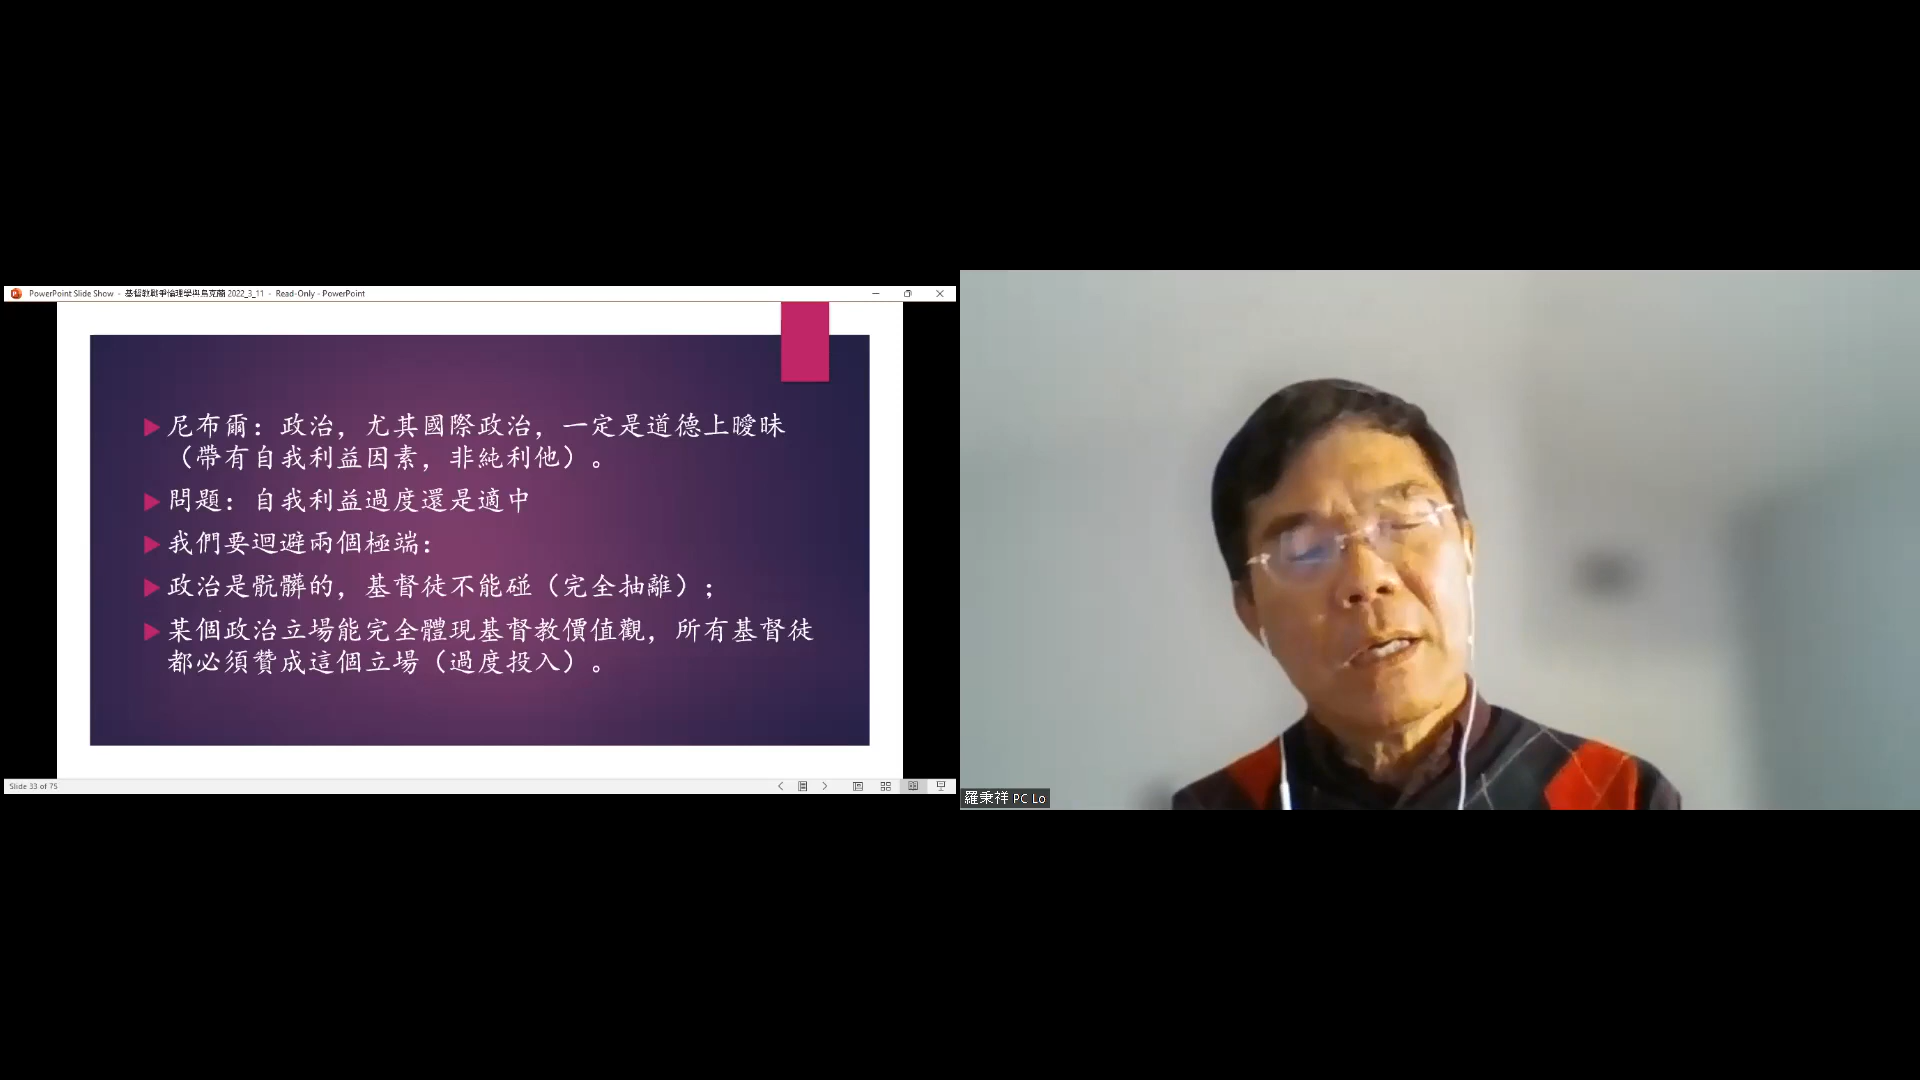 PowerPoint Slide Show - 基督教戰爭倫理學與烏克蘭 2022_3_11 - Read-Only - PowerPoint
尼布爾：政治，尤其國際政治，一定是道德上曖昧
（帶有自我利益因素，非純利他）。
問題：自我利益過度還是適中
我們要迴避兩個極端：
政治是骯髒的，基督徒不能碰（完全抽離）；
某個政治立場能完全體現基督教價值觀，所有基督徒
都必須贊成這個立場（過度投入）。
Slide 33 of 75
羅秉祥 PC Lo